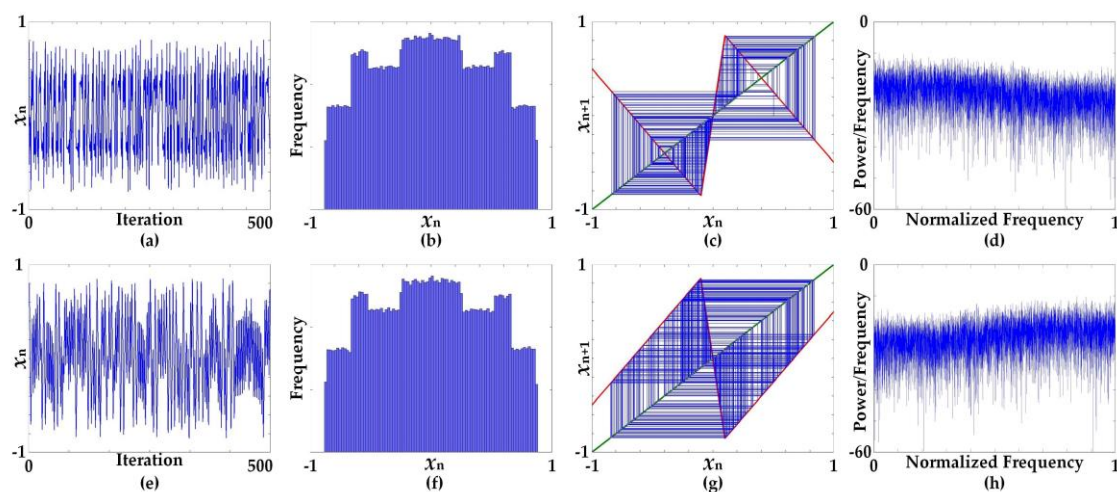 1
xn
-1
0
Iteration
500
(a)
Frequency
-1
xn
1
(b)
1
xn+1
-1
-1
xn
1
(c)
0
Power/Frequency
-60
0
Normalized Frequency
1
(d)
1
xn
-1
0
Iteration
500
(e)
Frequency
-1
xn
1
(f)
1
xn+1
-1
-1
xn
1
(g)
0
Power/Frequency
-60
0
Normalized Frequency
1
(h)